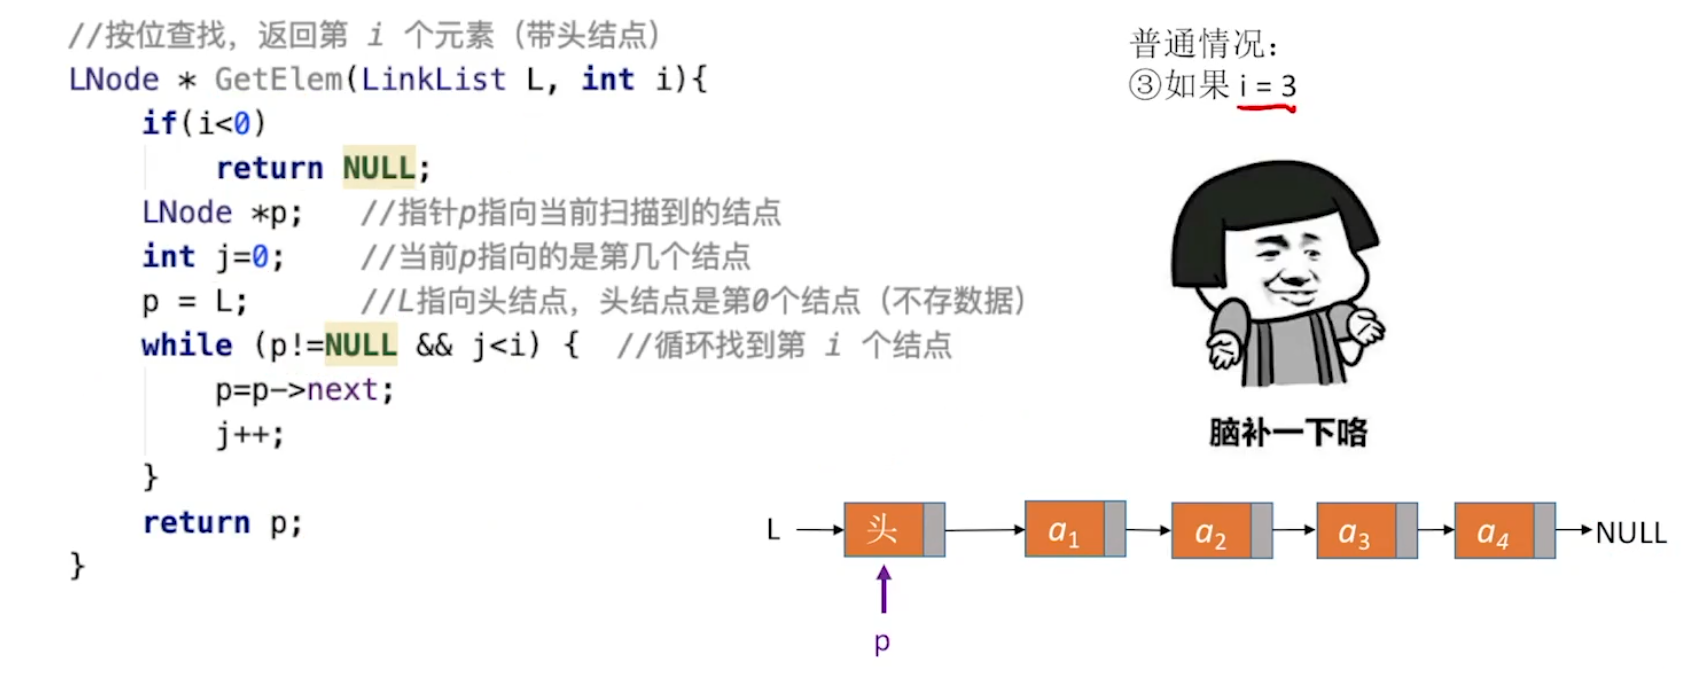 //按位查找，返回第 i 个元素（带头结点）
LNode * GetElem(LinkList L, int i){
if(i<0)
return NULL;
LNode *p; //指针p指向当前扫描到的结点
int j=0; //当前p指向的是第几个结点
p = L; //L指向头结点，头结点是第0个结点（不存数据）
while (p!=NULL && j<i) { //循环找到第 i 个结点
p=p->next;
j++;
}
return p;
}
普通情况：
③如果 i = 3
脑补一下咯
L 头 a1 a2 a3 a4 NULL
p